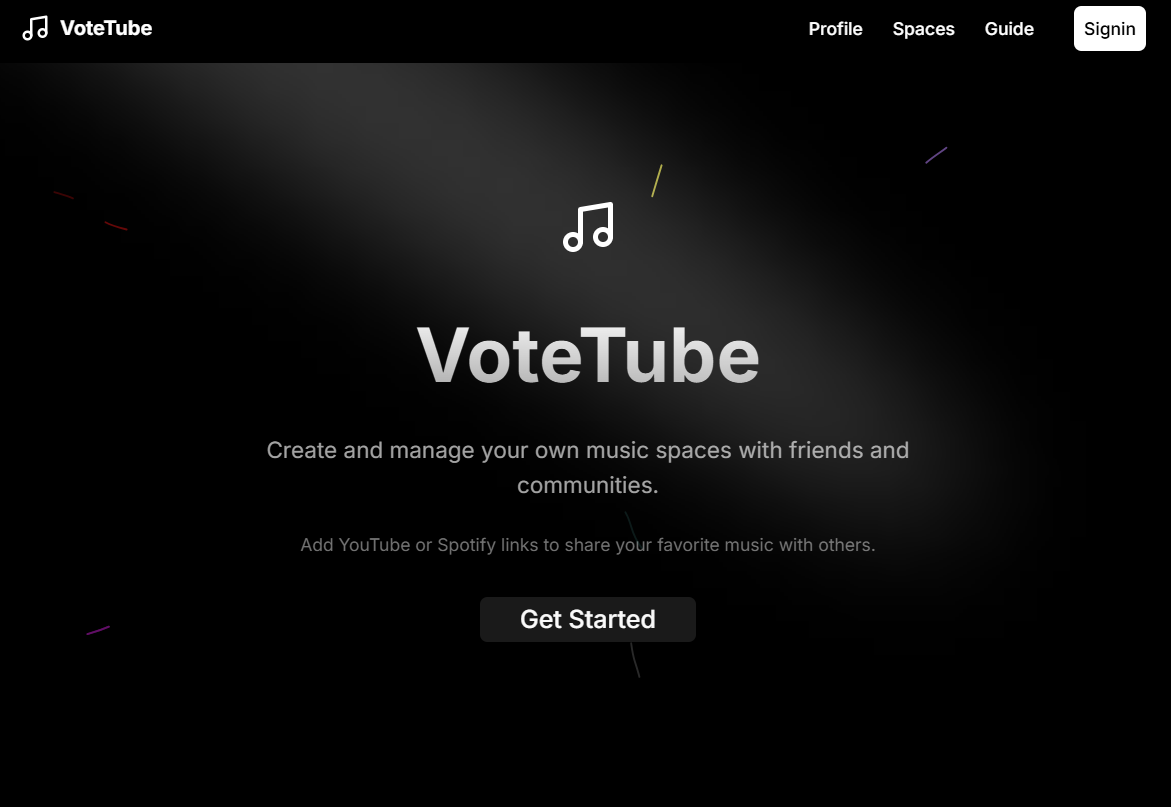 VoteTube
Profile Spaces Guide Signin
VoteTube
Create and manage your own music spaces with friends and
communities.
Add YouTube or Spotify links to share your favorite music with others.
Get Started